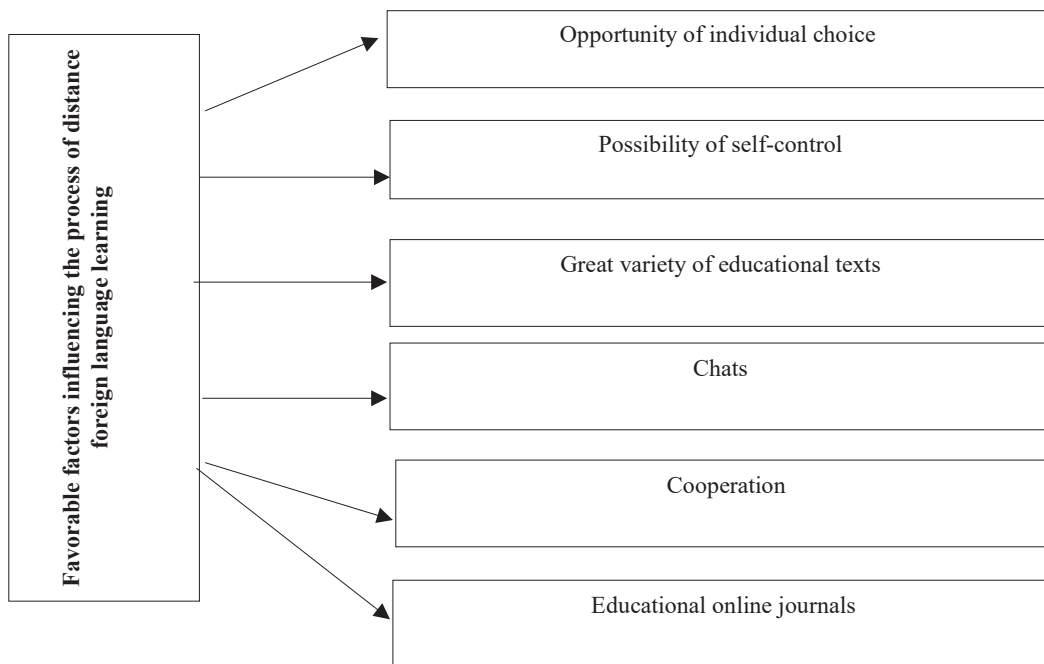 Favorable factors influencing the process of distance
foreign language learning
Opportunity of individual choice
Possibility of self-control
Great variety of educational texts
Chats
Cooperation
Educational online journals